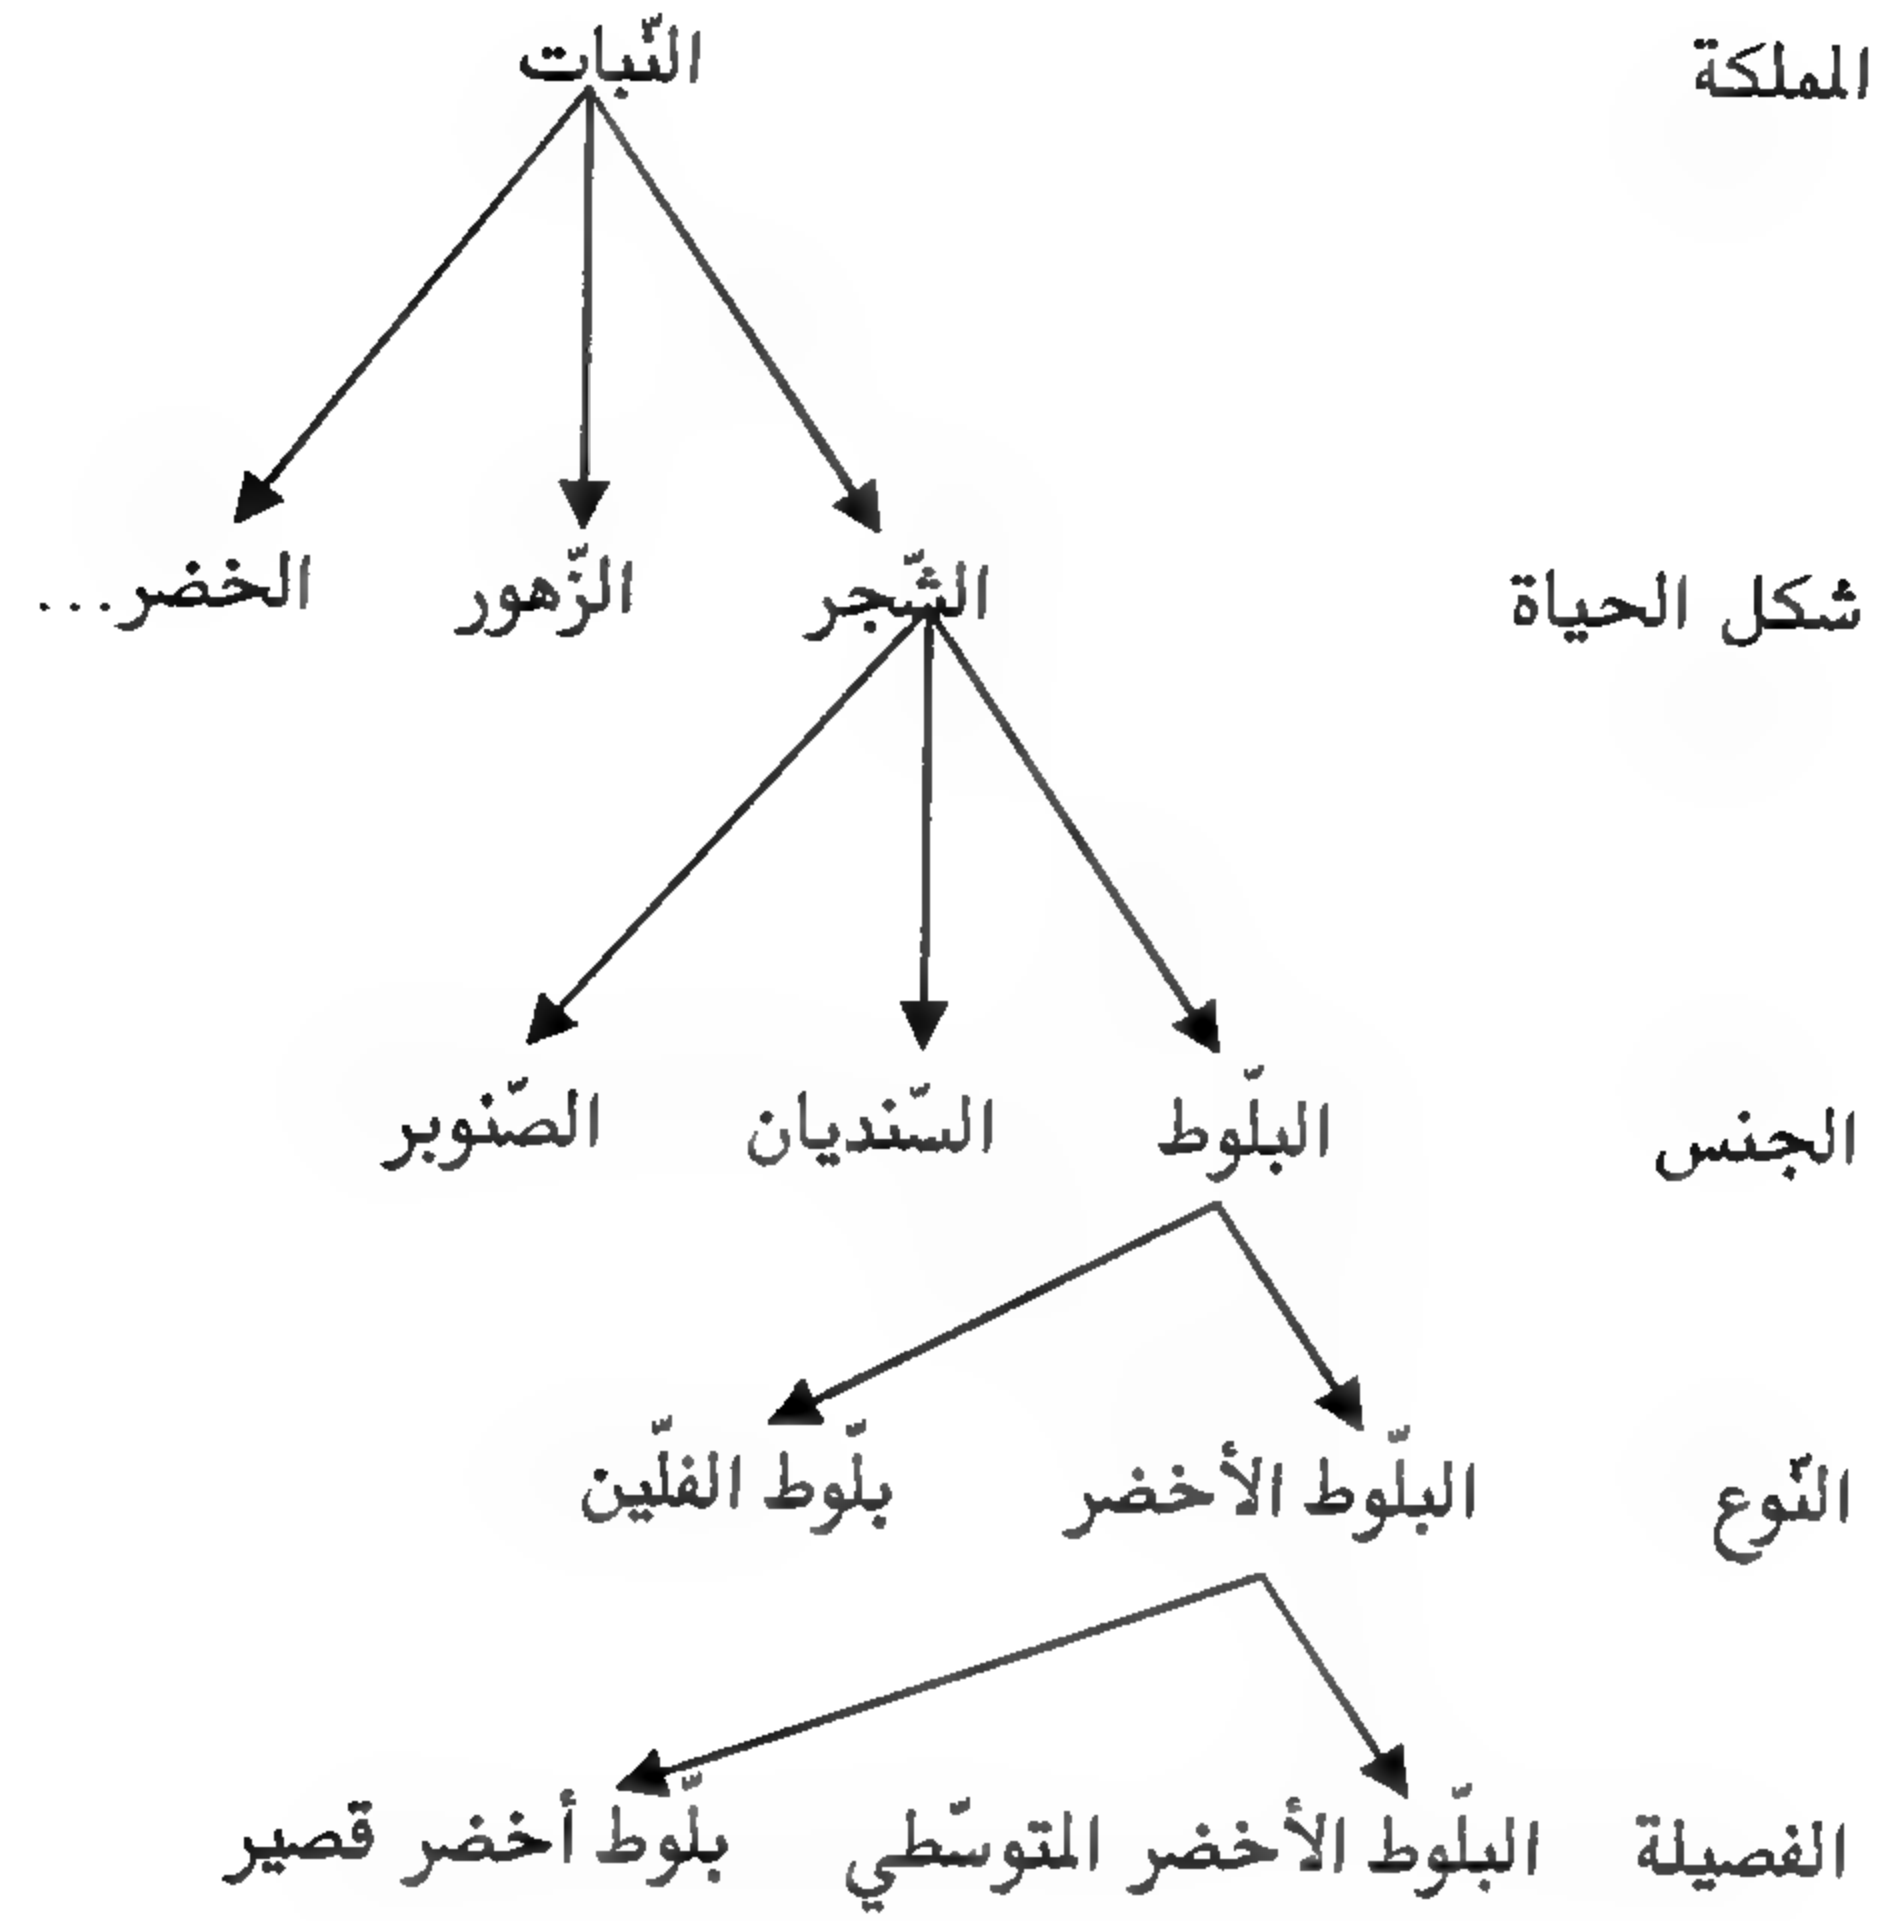 المملكة النّبات
شكل الحياة الشّجر الزّهور الخضر...
الجنس البلّوط السّنديان الصّنوبر
النّوع البلّوط الأخضر بلّوط الفلّين
الفصيلة البلّوط الأخضر المتوسّطي بلّوط أخضر قصير